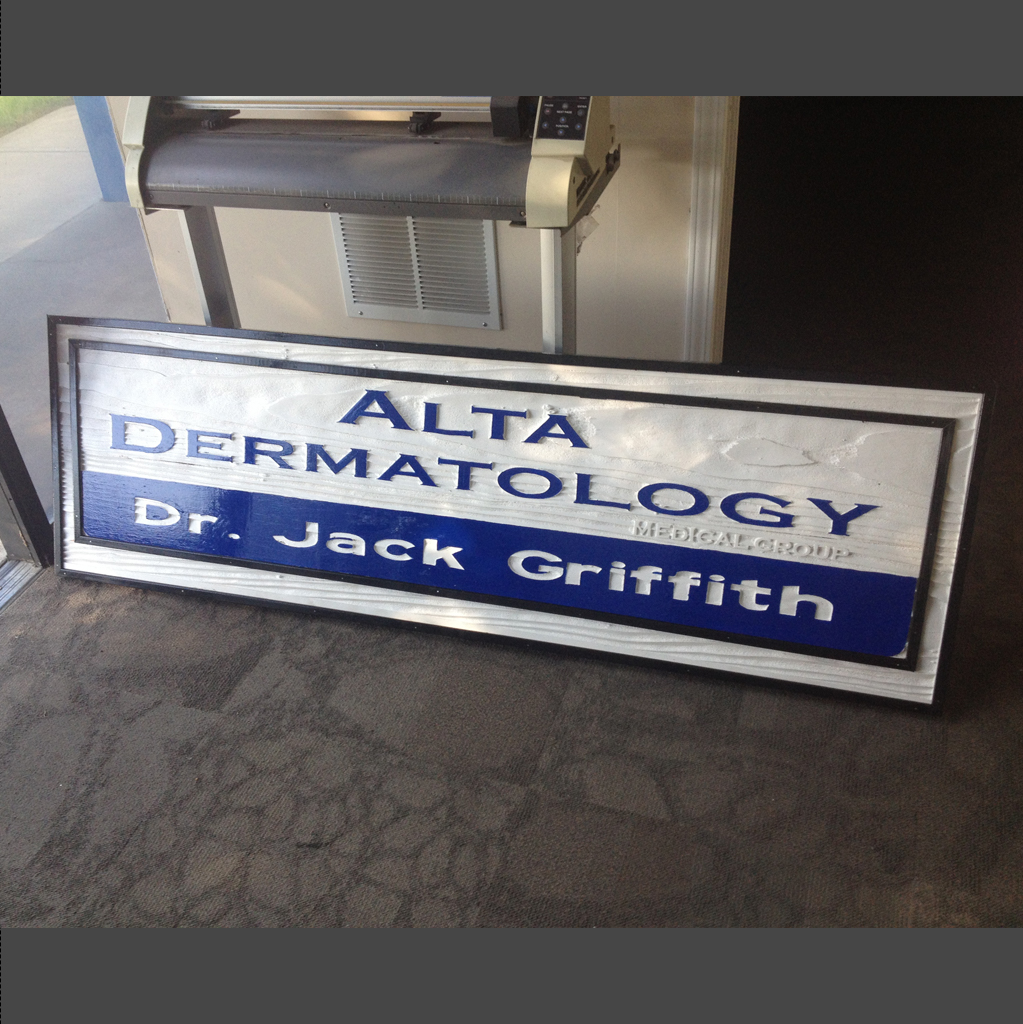 ALTA
DERMATOLOGY
MEDICAL GROUP
Dr. Jack Griffith